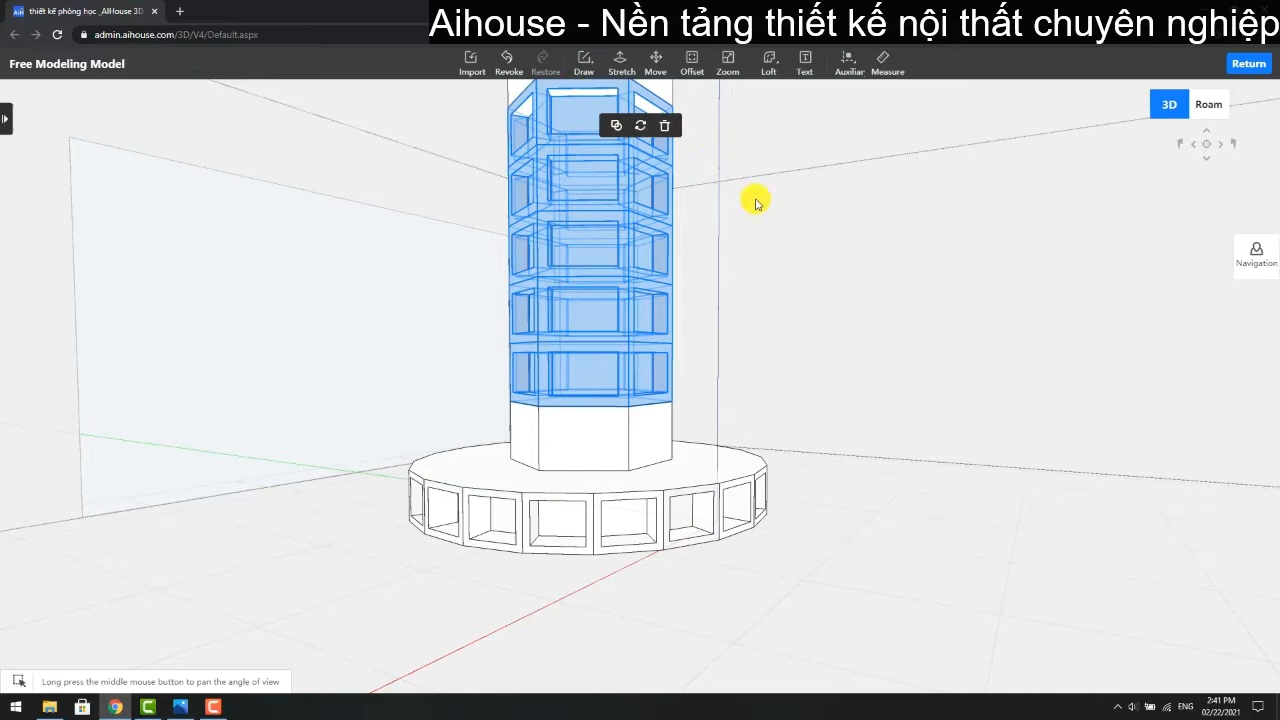 Aihouse - Nền tảng thiết kế nội thất chuyên nghiệp
thiết kế phòng học _AIHouse 3D
admin.aihouse.com/3D/V4/Default.aspx
Free Modeling Model
Import Revoke Restore Draw Stretch Move Offset Zoom Loft Text Auxiliar Measure
Return
3D Roam
Navigation
Long press the middle mouse button to pan the angle of view
2:41 PM
ENG
02/22/2021